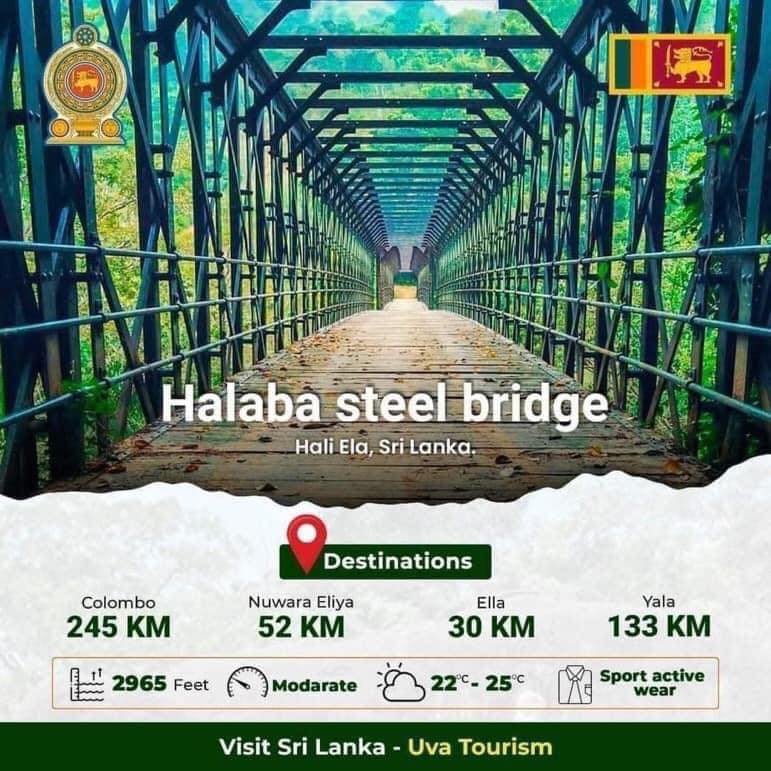 Halaba steel bridge
Hali Ela, Sri Lanka.
Destinations
Colombo Nuwara Eliya Ella Yala
245 KM 52 KM 30 KM 133 KM
2965 Feet Modarate 22°C - 25°C Sport active
wear
Visit Sri Lanka - Uva Tourism